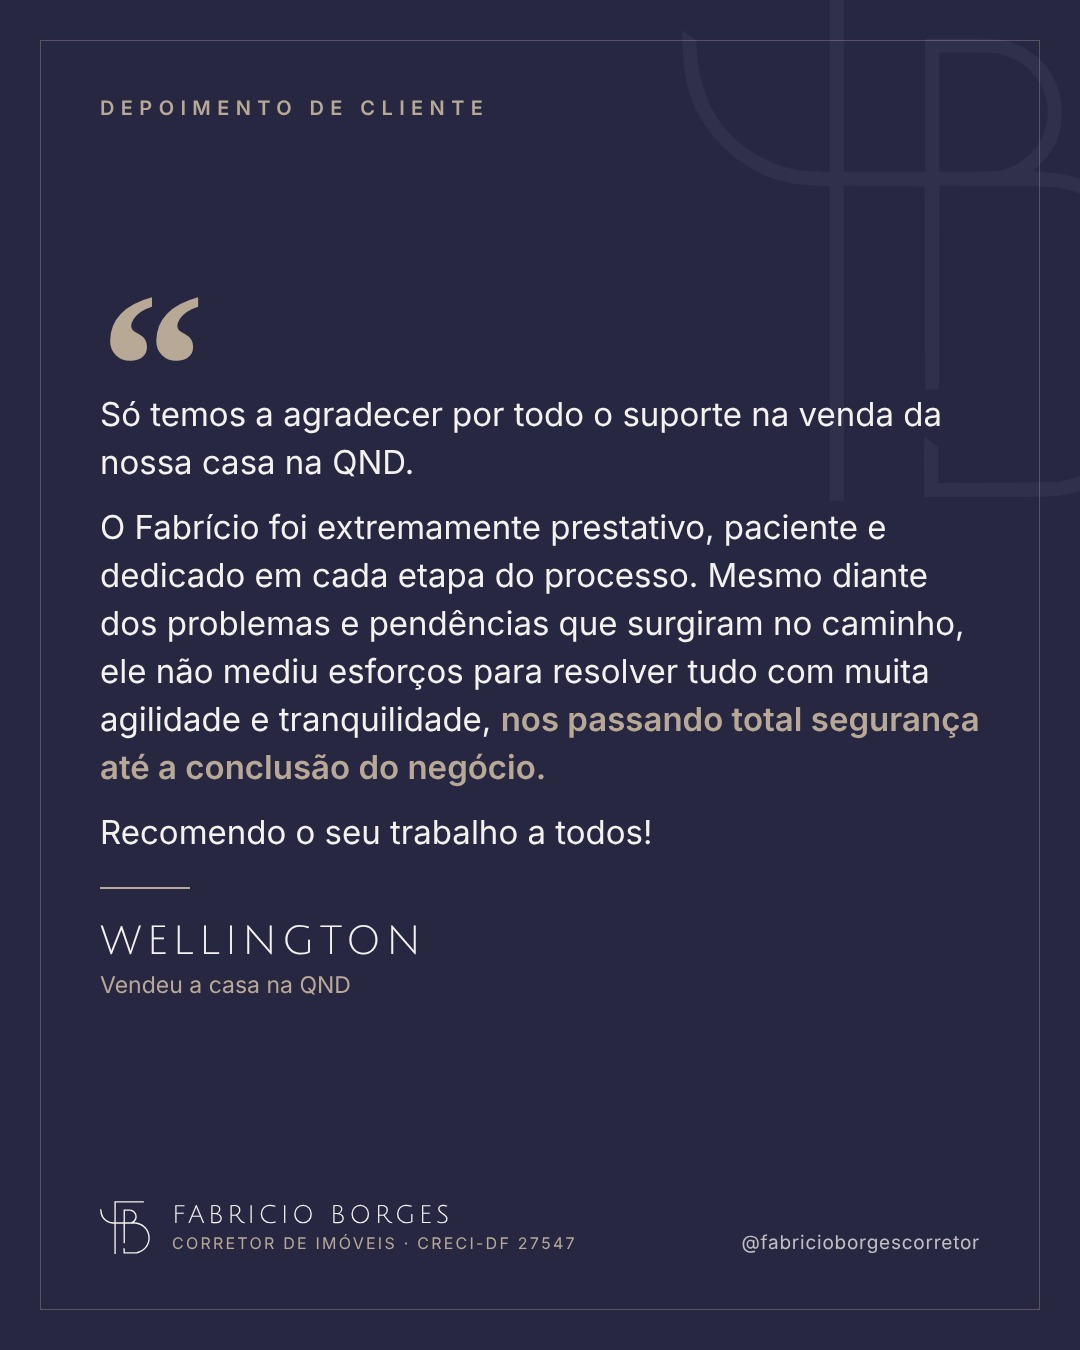 DEPOIMENTO DE CLIENTE
“
Só temos a agradecer por todo o suporte na venda da
nossa casa na QND.
O Fabrício foi extremamente prestativo, paciente e
dedicado em cada etapa do processo. Mesmo diante
dos problemas e pendências que surgiram no caminho,
ele não mediu esforços para resolver tudo com muita
agilidade e tranquilidade, nos passando total segurança
até a conclusão do negócio.
Recomendo o seu trabalho a todos!
WELLINGTON
Vendeu a casa na QND
FABRICIO BORGES
CORRETOR DE IMÓVEIS · CRECI-DF 27547
@fabricioborgescorretor